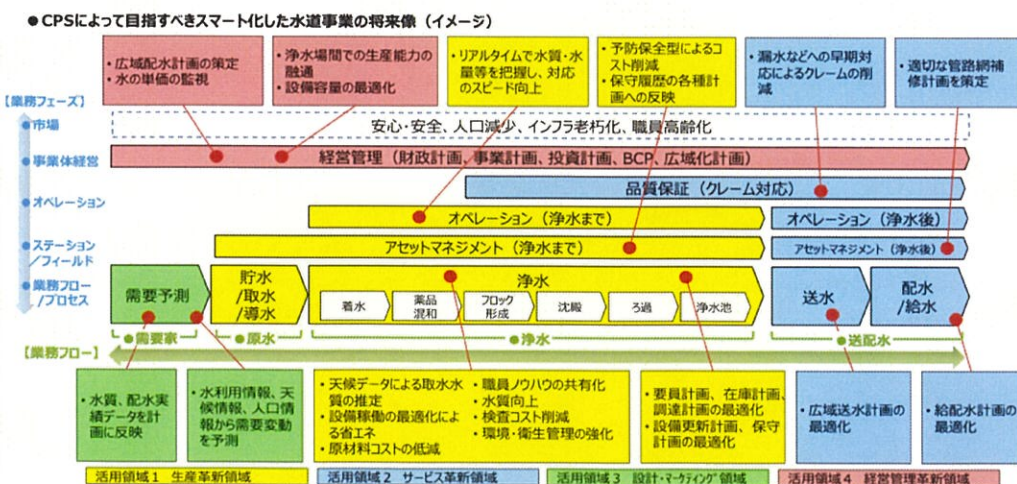 ●CPSによって目指すべきスマート化した水道事業の将来像（イメージ）
・広域配水計画の策定
・水の単価の監視
・浄水場間での生産能力の
融通
・設備容量の最適化
・リアルタイムで水質・水
量等を把握し、対応
のスピード向上
・予防保全型によるコ
スト削減
・保守履歴の各種計
画への反映
・漏水などへの早期対
応によるクレームの削
減
・適切な管路網補
修計画を策定
【業務フェーズ】
●市場
安心・安全、人口減少、インフラ老朽化、職員高齢化
●事業体経営
経営管理（財政計画、事業計画、投資計画、BCP、広域化計画）
品質保証（クレーム対応）
●オペレーション
オペレーション（浄水まで）
オペレーション（浄水後）
●ステーション
/フィールド
アセットマネジメント（浄水まで）
アセットマネジメント（浄水後）
●業務フロー
/プロセス
需要予測
貯水
/取水
/導水
浄水
着水
薬品
混和
フロック
形成
沈殿
ろ過
浄水池
送水
配水
/給水
●需要家
●原水
●浄水
●送配水
【業務フロー】
・水質、配水実
績データを計
画に反映
・水利用情報、天
候情報、人口情
報から需要変動
を予測
・天候データによる取水水
質の推定
・設備稼働の最適化によ
る省エネ
・原材料コストの低減
・職員ノウハウの共有化
・水質向上
・検査コスト削減
・環境・衛生管理の強化
・要員計画、在庫計画、
調達計画の最適化
・設備更新計画、保守
計画の最適化
・広域送水計画の
最適化
・給配水計画の
最適化
活用領域１ 生産革新領域
活用領域２ サービス革新領域
活用領域３ 設計・マーケティング領域
活用領域４ 経営管理革新領域